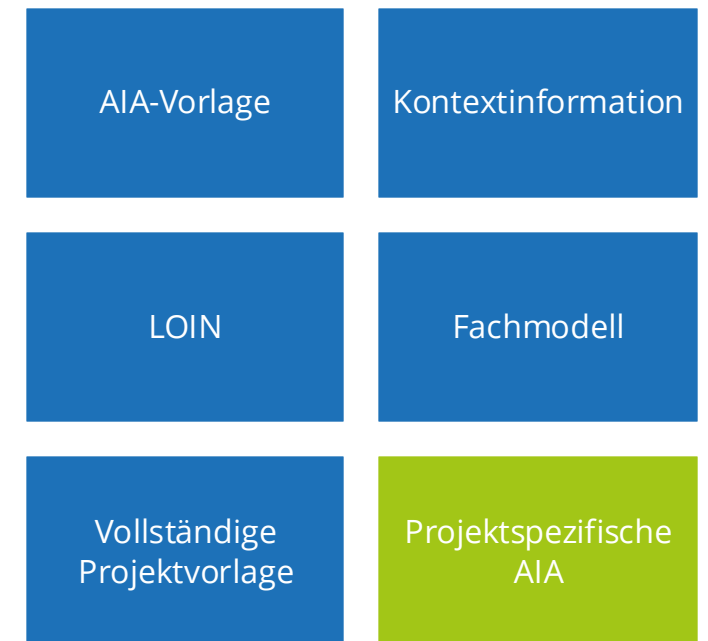 AIA-Vorlage
Kontextinformation
LOIN
Fachmodell
Vollständige
Projektvorlage
Projektspezifische
AIA